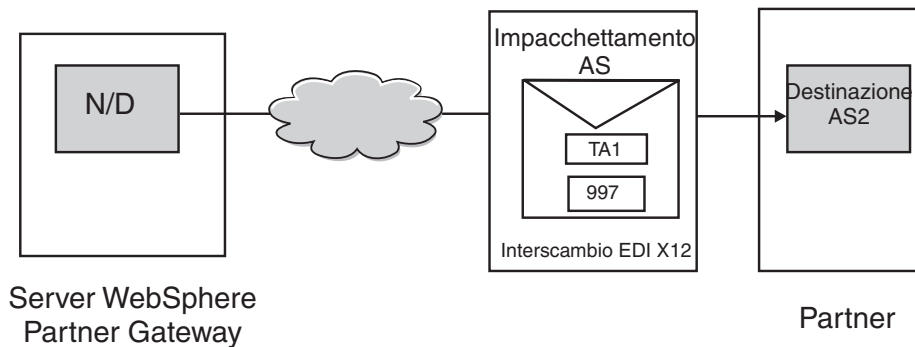 N/D
Server WebSphere
Partner Gateway
Impacchettamento
AS
TA1
997
Interscambio EDI X12
Destinazione
AS2
Partner